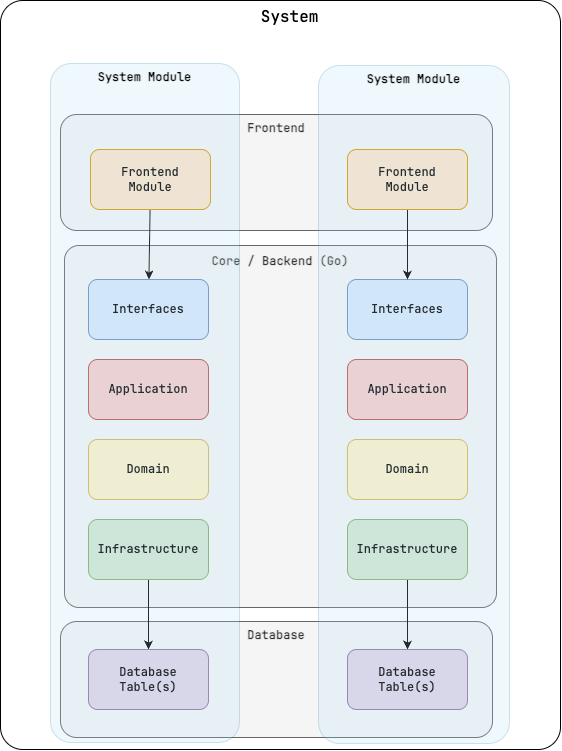 System
System Module
System Module
Frontend
Frontend
Module
Frontend
Module
Core / Backend (Go)
Interfaces
Interfaces
Application
Application
Domain
Domain
Infrastructure
Infrastructure
Database
Database
Table(s)
Database
Table(s)